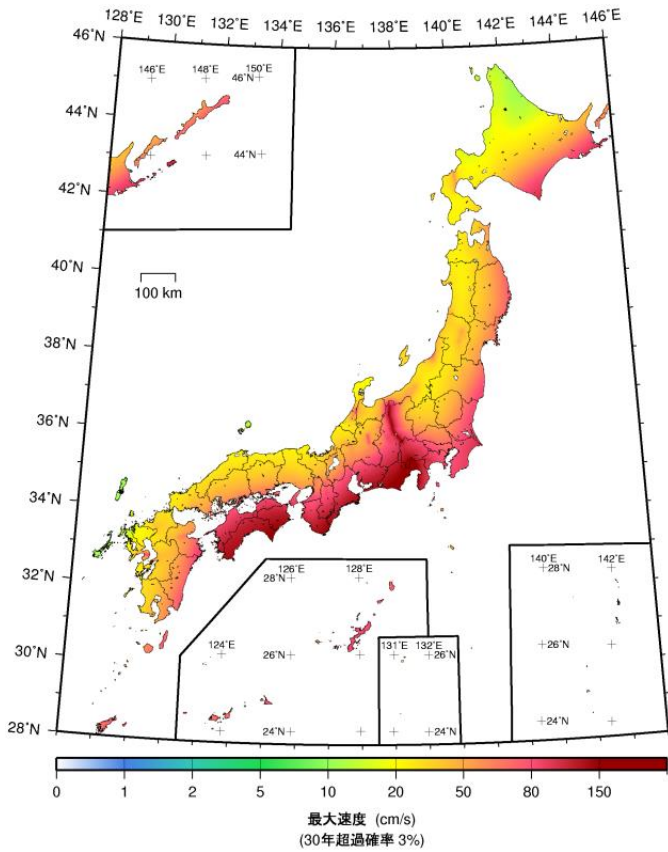 128˚E 130˚E 132˚E 134˚E 136˚E 138˚E 140˚E 142˚E 144˚E 146˚E
46˚N
146˚E 148˚E 150˚E
46˚N
44˚N
44˚N
42˚N
40˚N
100 km
38˚N
36˚N
34˚N
32˚N
126˚E 128˚E
28˚N
140˚E 142˚E
28˚N
30˚N
124˚E
26˚N
131˚E 132˚E
26˚N
26˚N
28˚N
24˚N
24˚N
24˚N
0 1 2 5 10 20 50 80 150
最大速度 (cm/s)
(30年超過確率 3%)